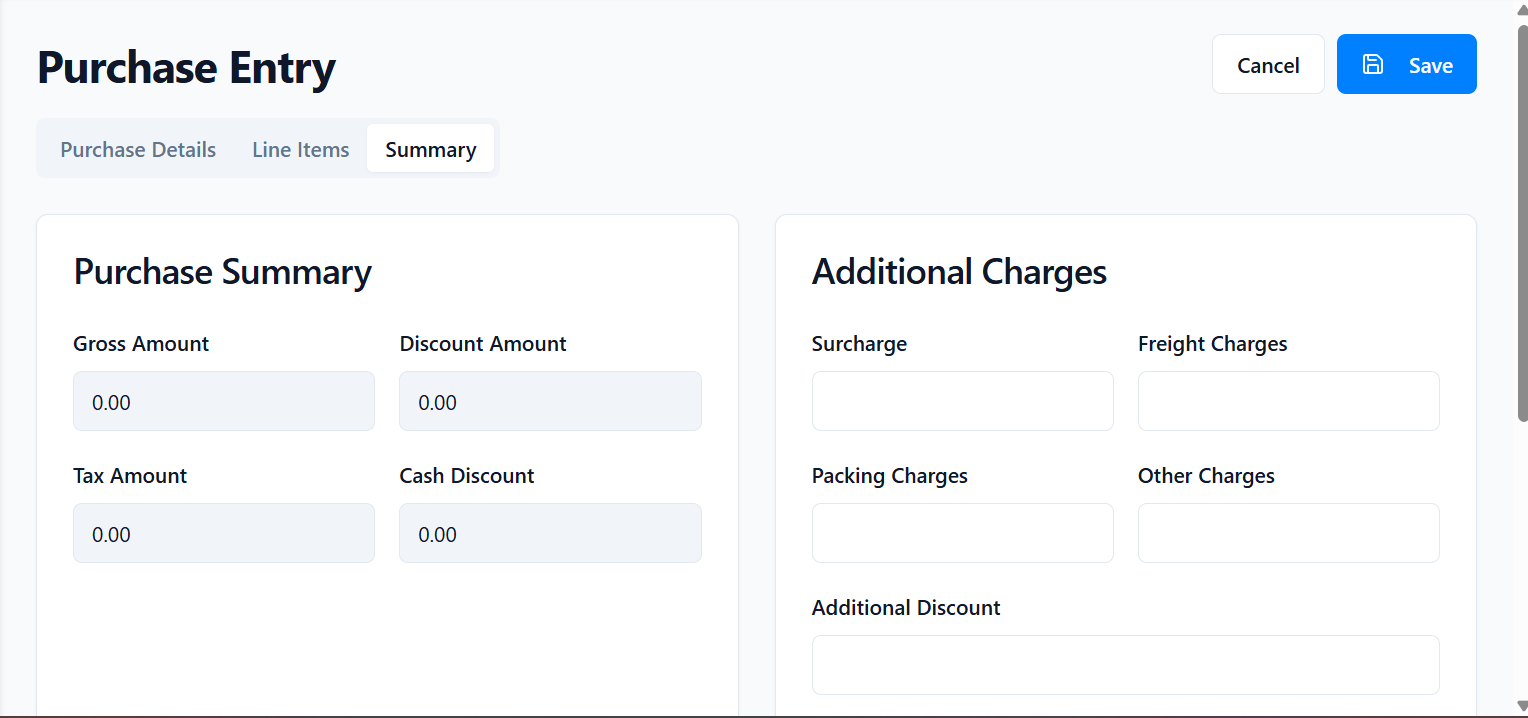 Purchase Entry
Cancel
Save
Purchase Details
Line Items
Summary
Purchase Summary
Gross Amount
Discount Amount
0.00
0.00
Tax Amount
Cash Discount
0.00
0.00
Additional Charges
Surcharge
Freight Charges
Packing Charges
Other Charges
Additional Discount